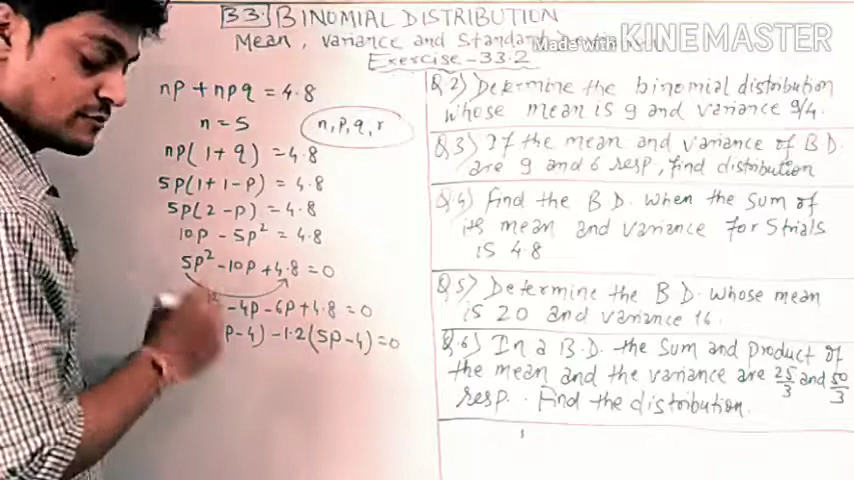 33. BINOMIAL DISTRIBUTION
Mean, variance and Standard
Made with KINEMASTER
Exercise-33.2
np + npq = 4.8
n = 5
n, p, q, r
np(1+q) = 4.8
5p(1+1-p) = 4.8
5p(2-p) = 4.8
10p - 5p² = 4.8
5p² - 10p + 4.8 = 0
- 4p - 6p + 4.8 = 0
p-4) - 1.2(5p-4) = 0
Q.2) Determine the binomial distribution
whose mean is 9 and variance 9/4.
Q.3) If the mean and variance of B.D.
are 9 and 6 resp, find distribution
Q.4) Find the B.D. when the sum of
its mean and variance for 5 trials
is 4.8
Q.5) Determine the B.D. whose mean
is 20 and variance 16.
Q.6) In a B.D. the sum and product of
the mean and the variance are 25/3 and 50/3
resp. Find the distribution.